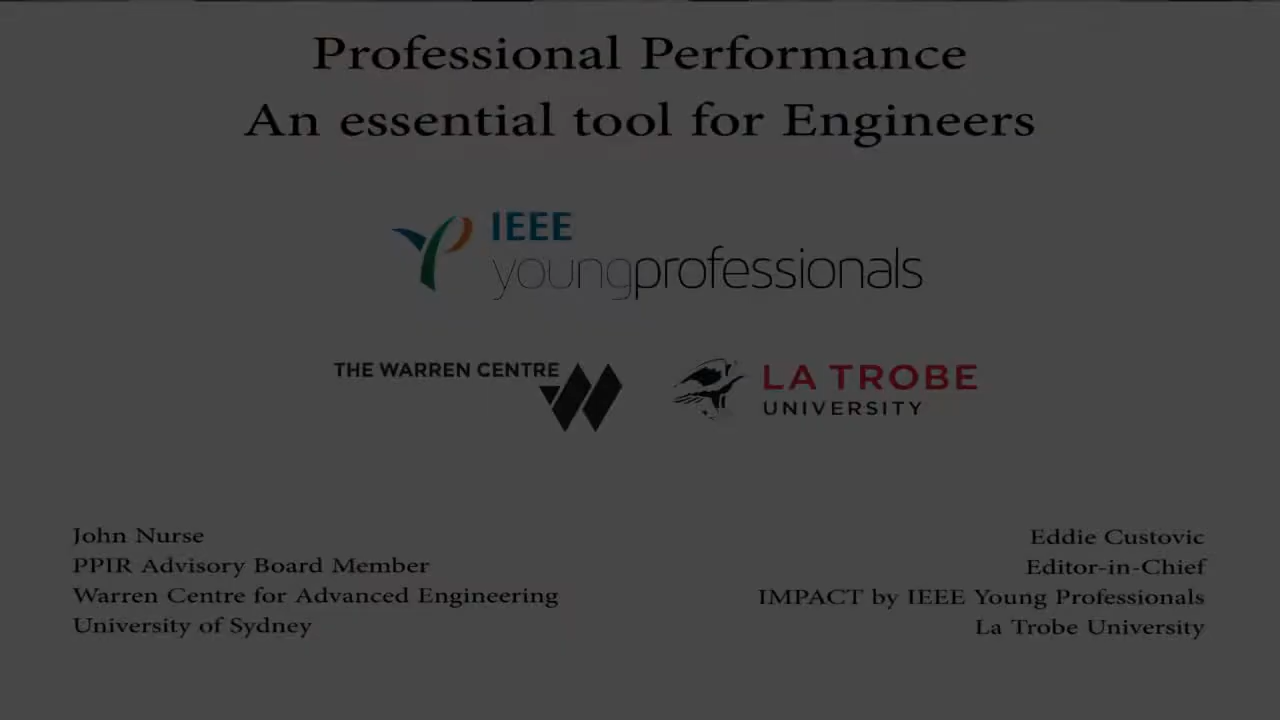 Professional Performance
An essential tool for Engineers
IEEE
youngprofessionals
THE WARREN CENTRE
LA TROBE
UNIVERSITY
John Nurse
PPIR Advisory Board Member
Warren Centre for Advanced Engineering
University of Sydney
Eddie Custovic
Editor-in-Chief
IMPACT by IEEE Young Professionals
La Trobe University